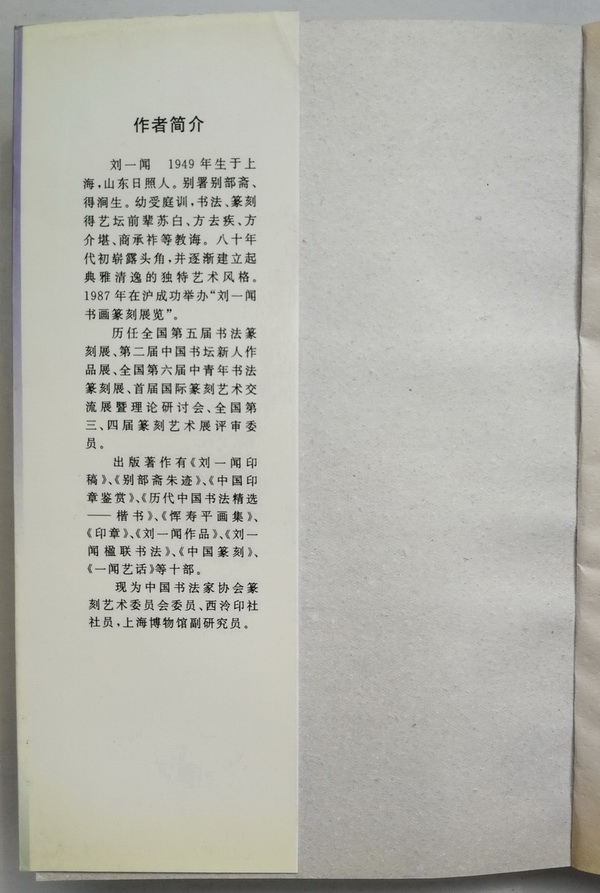 作者简介
刘一闻 1949年生于上
海，山东日照人。别署别部斋、
得涧生。幼受庭训，书法、篆刻
得艺坛前辈苏白、方去疾、方
介堪、商承祚等教诲。八十年
代初崭露头角，并逐渐建立起
典雅清逸的独特艺术风格。
1987年在沪成功举办“刘一闻
书画篆刻展览”。
历任全国第五届书法篆
刻展、第二届中国书坛新人作
品展、全国第六届中青年书法
篆刻展、首届国际篆刻艺术交
流展暨理论研讨会、全国第
三、四届篆刻艺术展评审委
员。
出版著作有《刘一闻印
稿》、《别部斋朱迹》、《中国印
章鉴赏》、《历代中国书法精选
——楷书》、《恽寿平画集》、
《印章》、《刘一闻作品》、《刘一
闻楹联书法》、《中国篆刻》、
《一闻艺话》等十部。
现为中国书法家协会篆
刻艺术委员会委员、西泠印社
社员，上海博物馆副研究员。